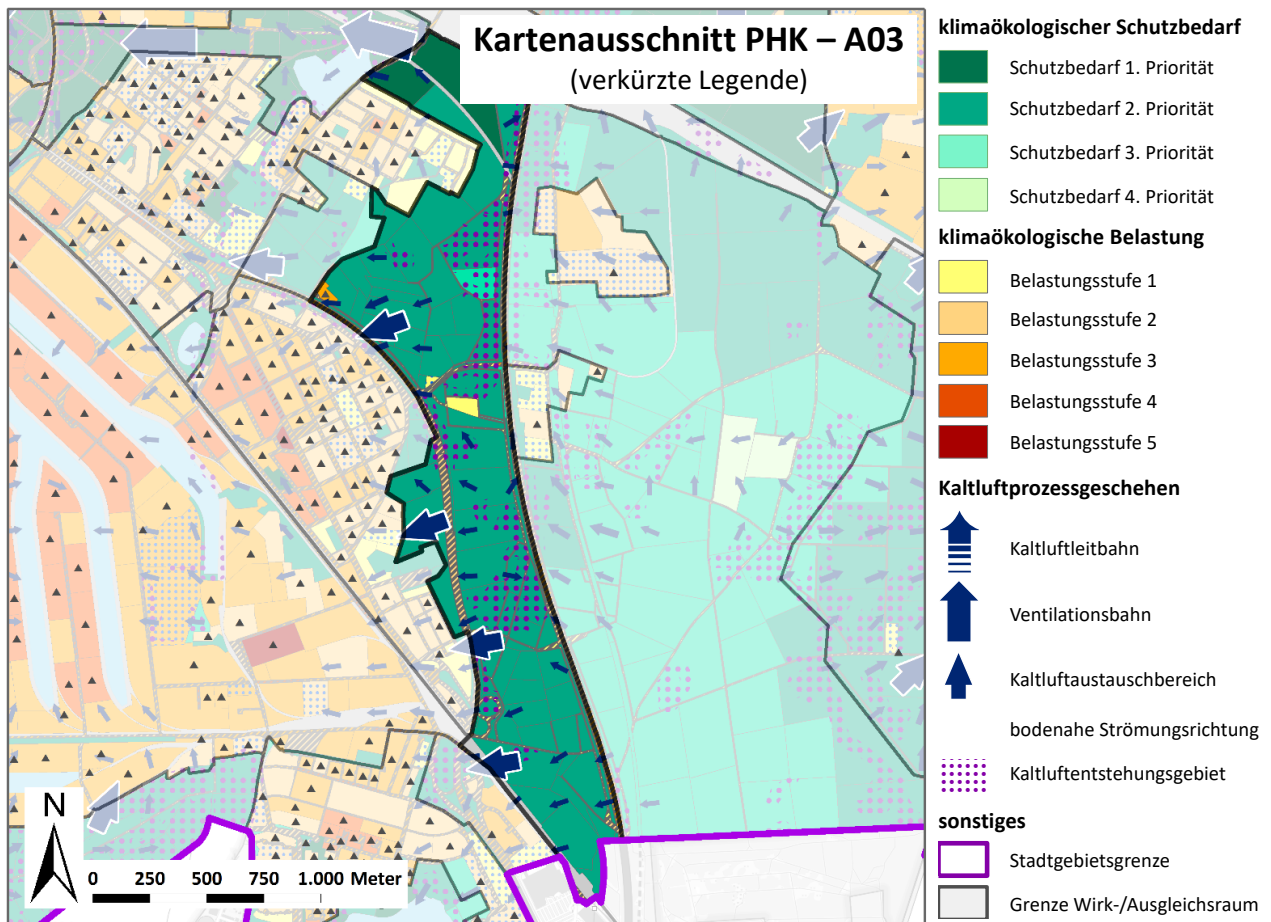 Kartenausschnitt PHK – A03
(verkürzte Legende)
klimaökologischer Schutzbedarf
Schutzbedarf 1. Priorität
Schutzbedarf 2. Priorität
Schutzbedarf 3. Priorität
Schutzbedarf 4. Priorität
klimaökologische Belastung
Belastungsstufe 1
Belastungsstufe 2
Belastungsstufe 3
Belastungsstufe 4
Belastungsstufe 5
Kaltluftprozessgeschehen
Kaltluftleitbahn
Ventilationsbahn
Kaltluftaustauschbereich
bodenahe Strömungsrichtung
Kaltluftentstehungsgebiet
sonstiges
Stadtgebietsgrenze
Grenze Wirk-/Ausgleichsraum
N
0 250 500 750 1.000 Meter